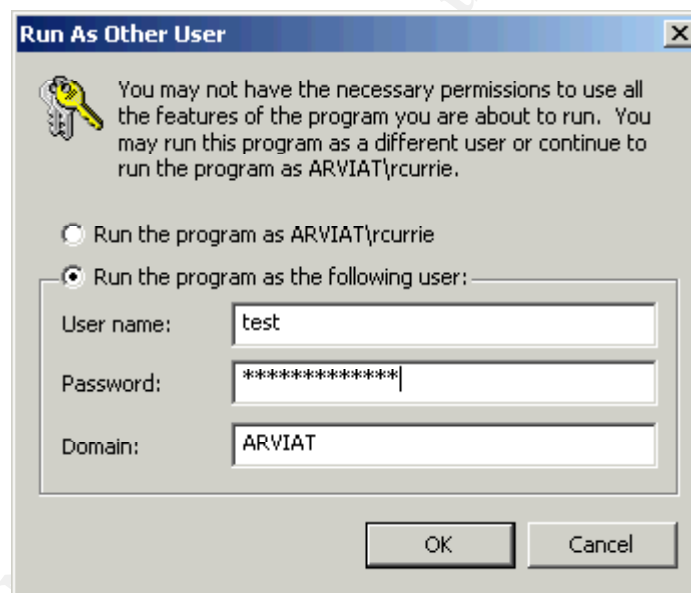 Run As Other User
You may not have the necessary permissions to use all
the features of the program you are about to run. You
may run this program as a different user or continue to
run the program as ARVIAT\rcurrie.
Run the program as ARVIAT\rcurrie
Run the program as the following user:
User name: test
Password: *************
Domain: ARVIAT
OK Cancel